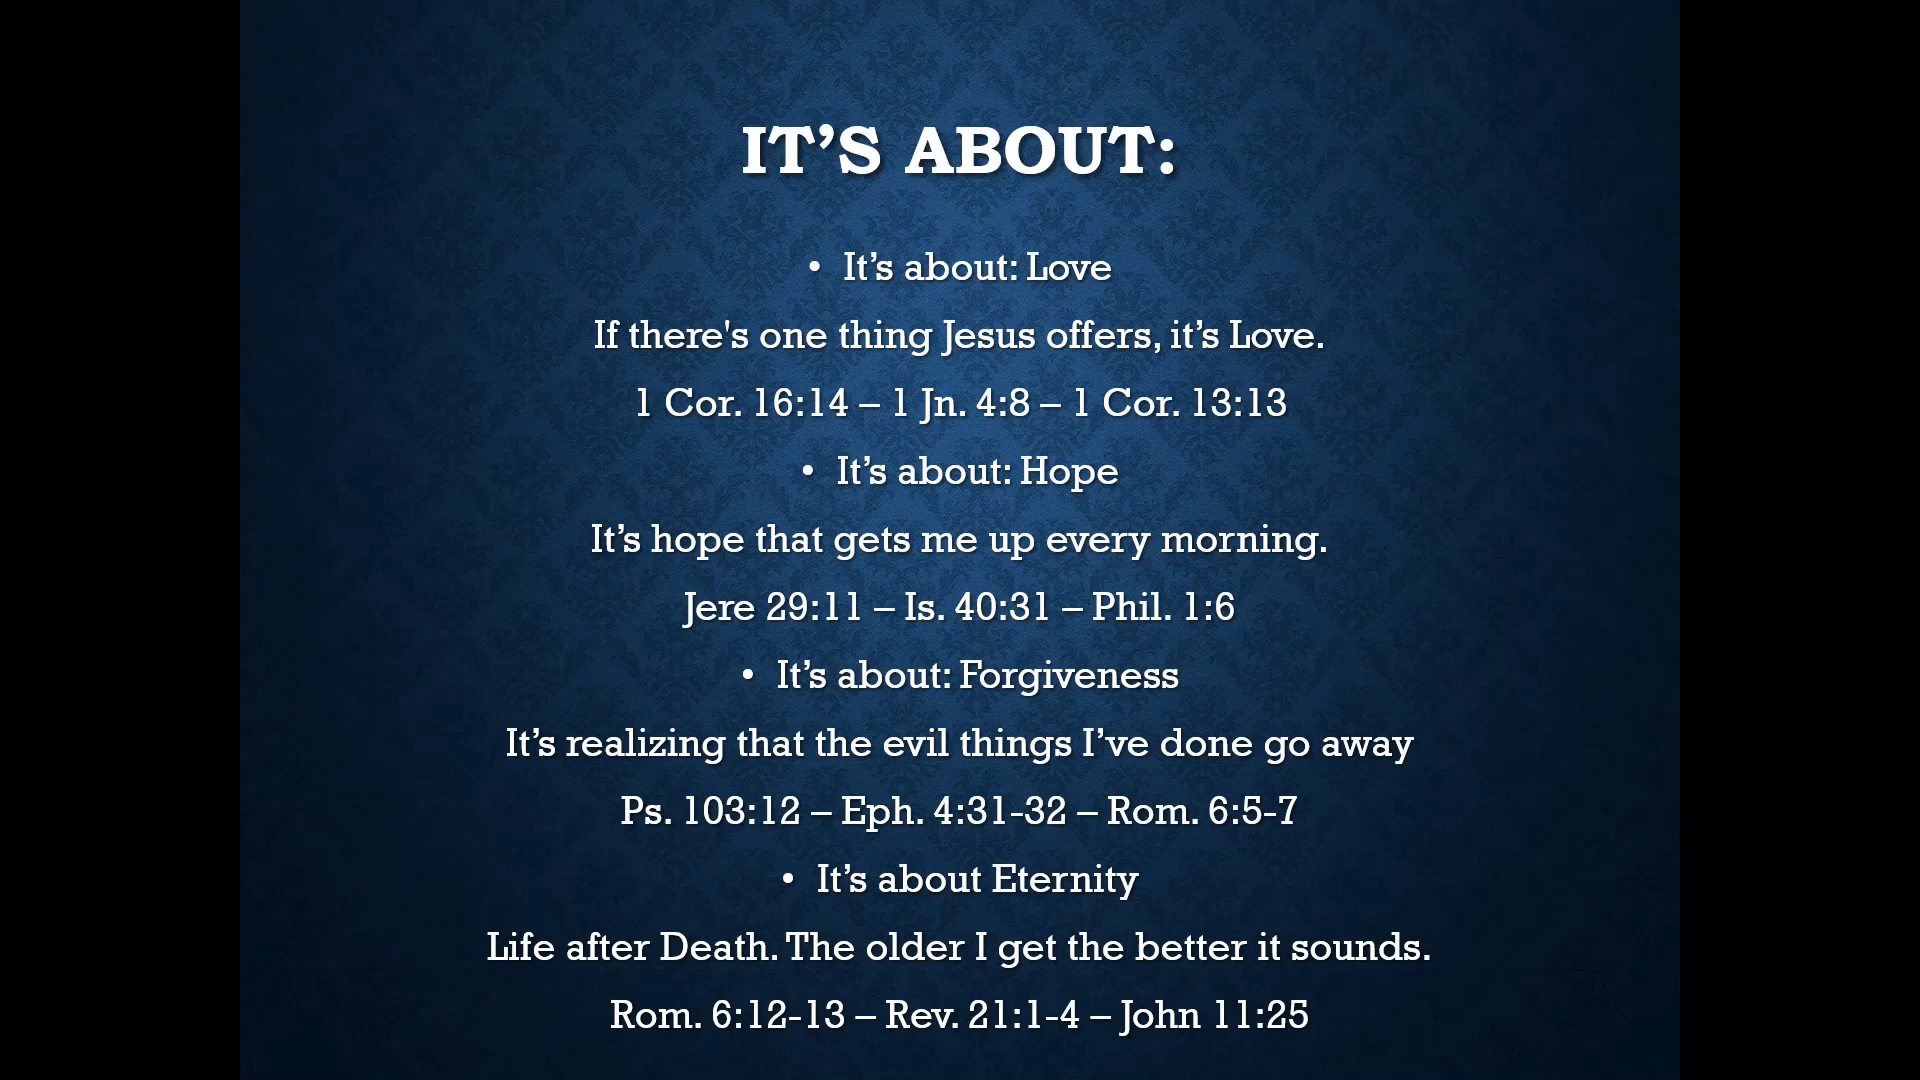 IT’S ABOUT:
• It’s about: Love
If there's one thing Jesus offers, it’s Love.
1 Cor. 16:14 – 1 Jn. 4:8 – 1 Cor. 13:13
• It’s about: Hope
It’s hope that gets me up every morning.
Jere 29:11 – Is. 40:31 – Phil. 1:6
• It’s about: Forgiveness
It’s realizing that the evil things I’ve done go away
Ps. 103:12 – Eph. 4:31-32 – Rom. 6:5-7
• It’s about Eternity
Life after Death. The older I get the better it sounds.
Rom. 6:12-13 – Rev. 21:1-4 – John 11:25